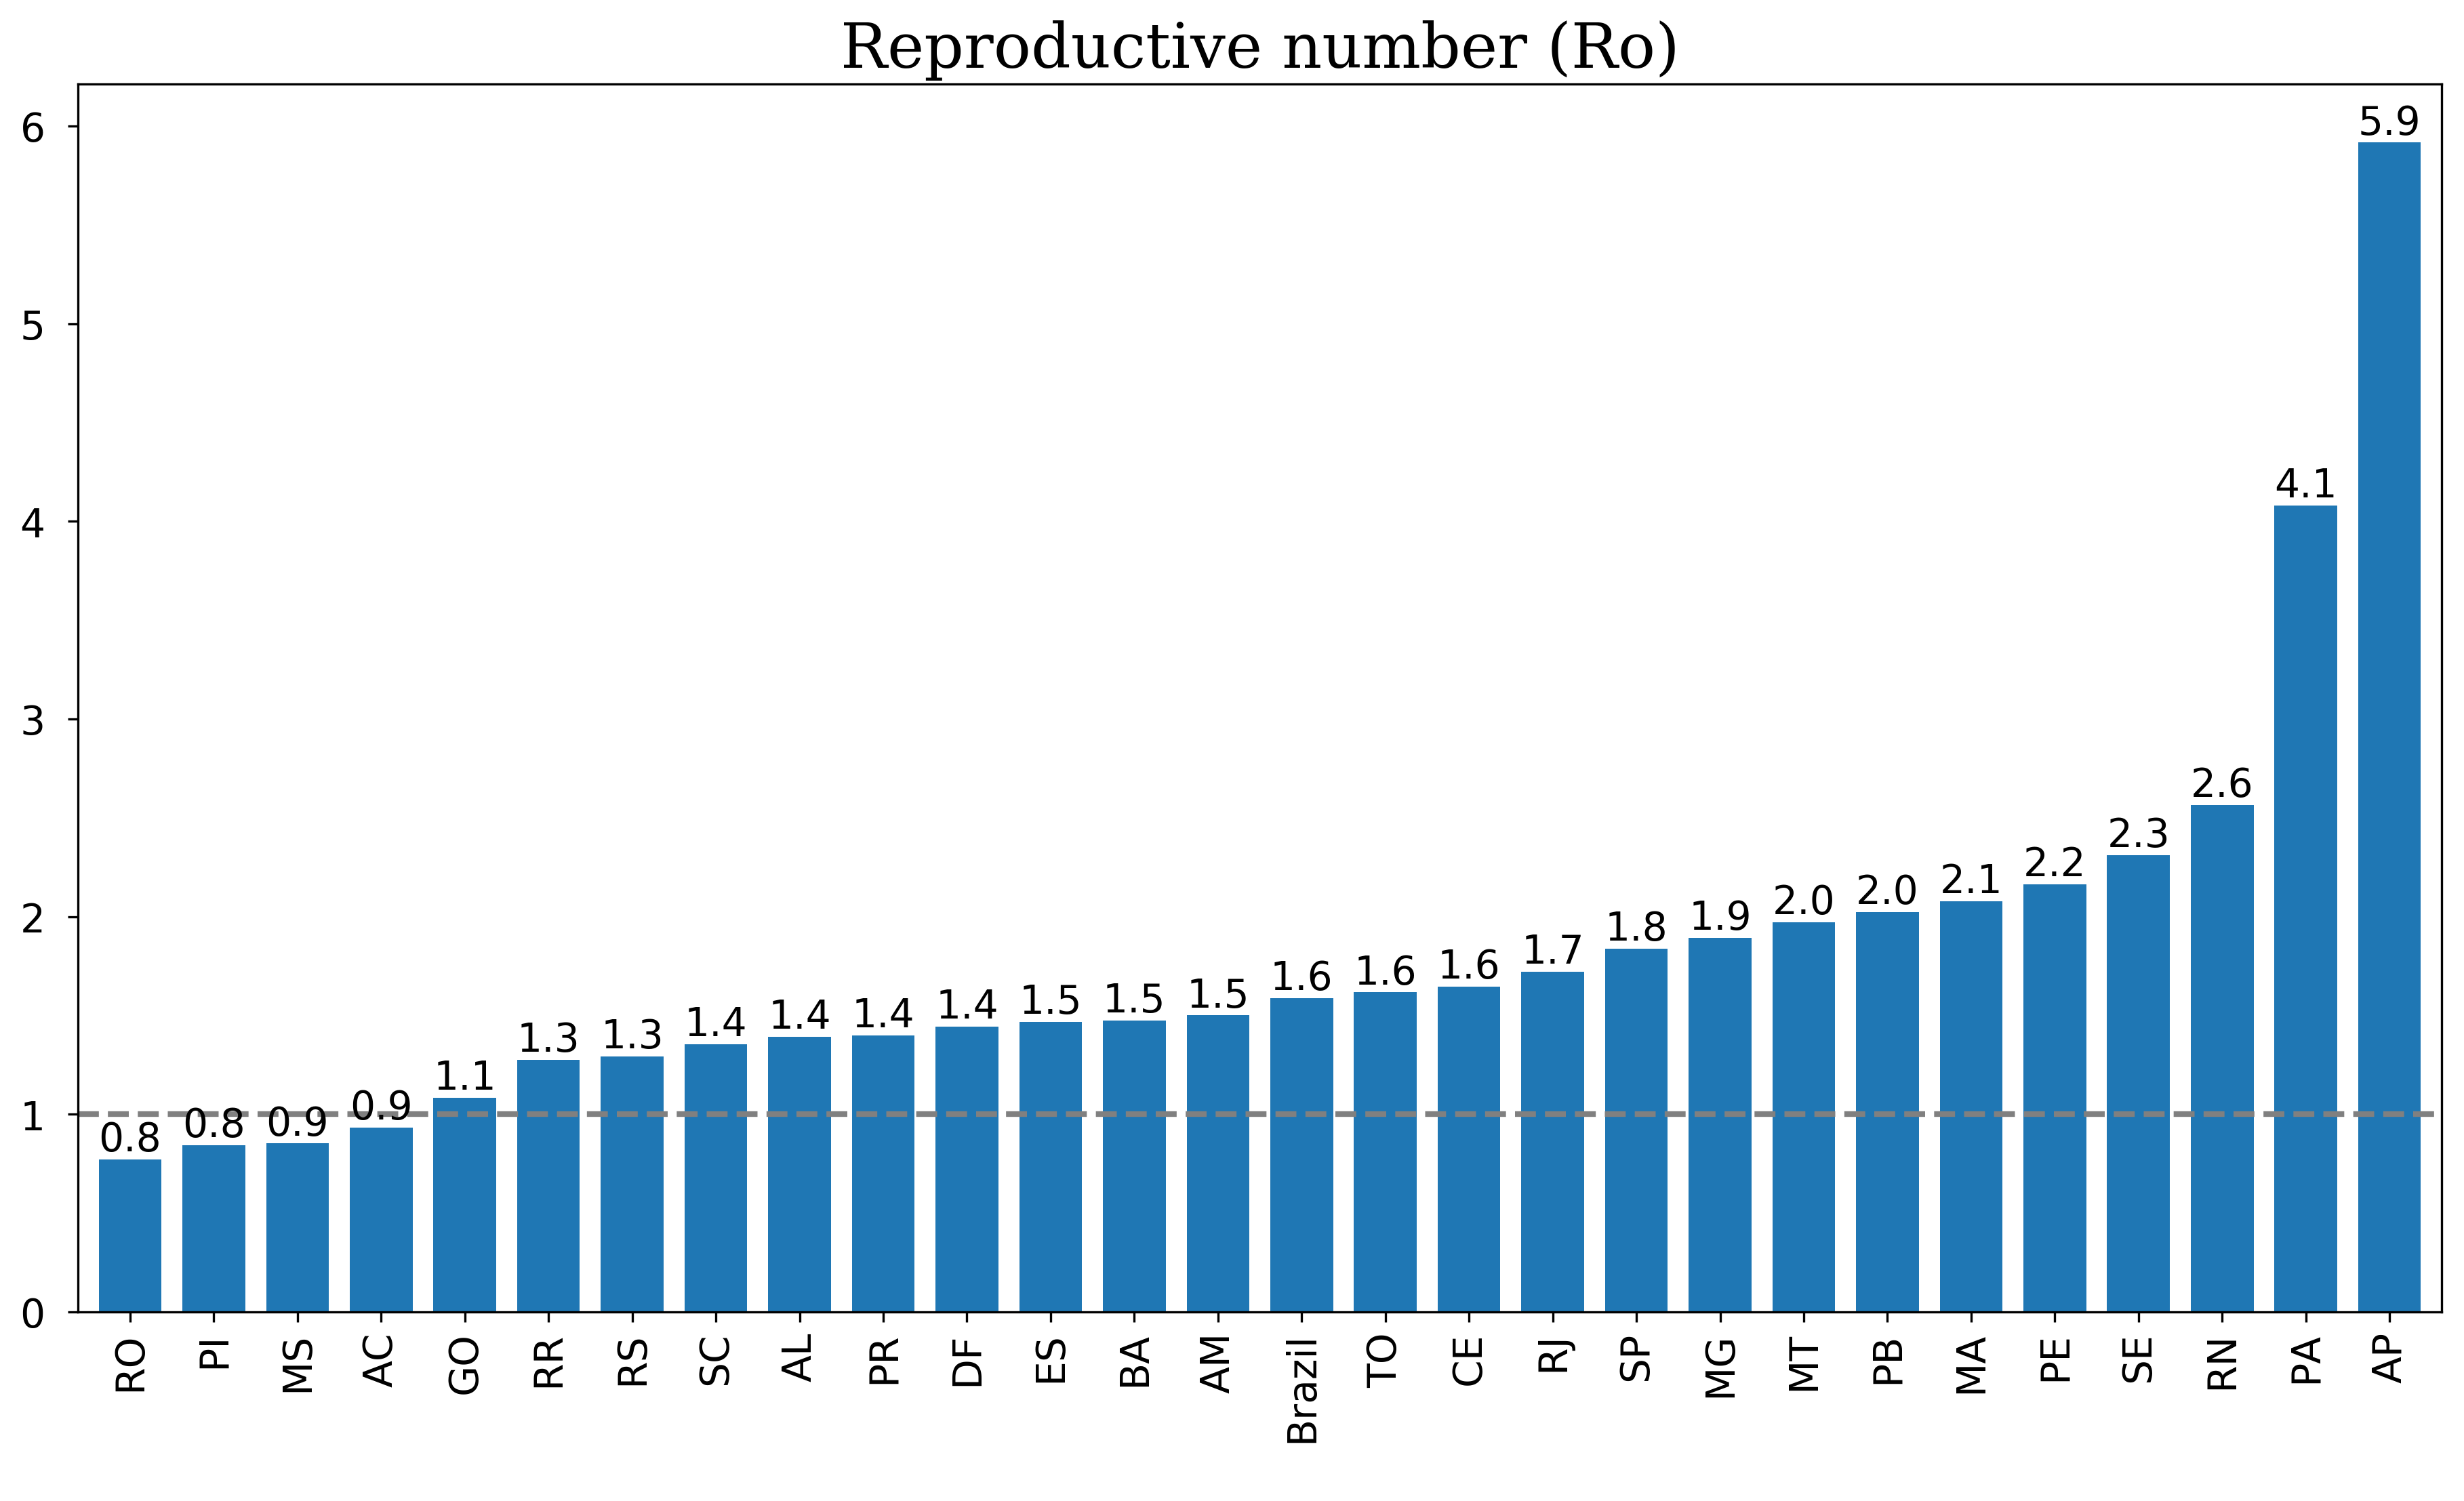 Reproductive number (Ro)
6
5
4
3
2
1
0
0.8 0.8 0.9 0.9 1.1 1.3 1.3 1.4 1.4 1.4 1.4 1.5 1.5 1.5 1.6 1.6 1.6 1.7 1.8 1.9 2.0 2.0 2.1 2.2 2.3 2.6 4.1 5.9
RO PI MS AC GO RR RS SC AL PR DF ES BA AM Brazil TO CE RJ SP MG MT PB MA PE SE RN PA AP